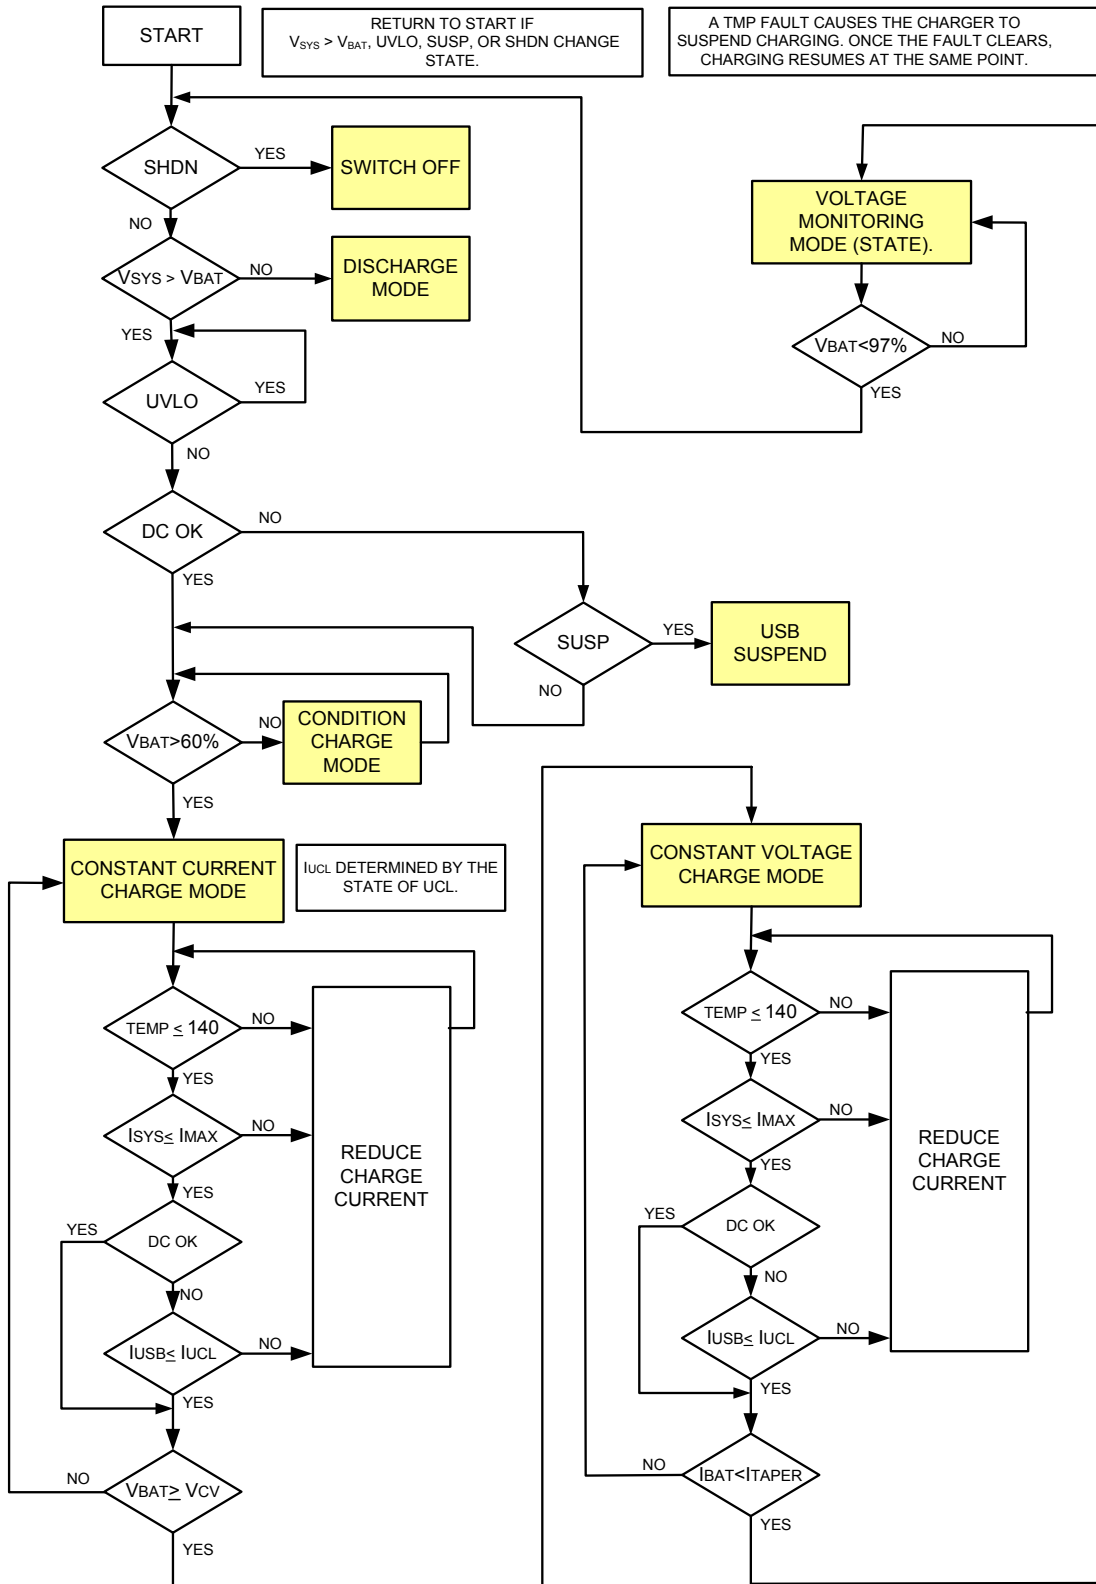 START
RETURN TO START IF
VSYS > VBAT, UVLO, SUSP, OR SHDN CHANGE
STATE.
A TMP FAULT CAUSES THE CHARGER TO
SUSPEND CHARGING. ONCE THE FAULT CLEARS,
CHARGING RESUMES AT THE SAME POINT.
SHDN
YES
SWITCH OFF
NO
VSYS > VBAT
NO
DISCHARGE
MODE
YES
UVLO
YES
NO
VOLTAGE
MONITORING
MODE (STATE).
VBAT<97%
NO
YES
DC OK
NO
YES
SUSP
YES
USB
SUSPEND
NO
VBAT>60%
NO
CONDITION
CHARGE
MODE
YES
CONSTANT CURRENT
CHARGE MODE
IUCL DETERMINED BY THE
STATE OF UCL.
TEMP ≤ 140
NO
YES
ISYS≤ IMAX
NO
YES
REDUCE
CHARGE
CURRENT
YES
DC OK
NO
IUSB≤ IUCL
NO
YES
NO
VBAT≥ VCV
YES
CONSTANT VOLTAGE
CHARGE MODE
TEMP ≤ 140
NO
YES
ISYS≤ IMAX
NO
YES
REDUCE
CHARGE
CURRENT
YES
DC OK
NO
IUSB≤ IUCL
NO
YES
NO
IBAT<ITAPER
YES